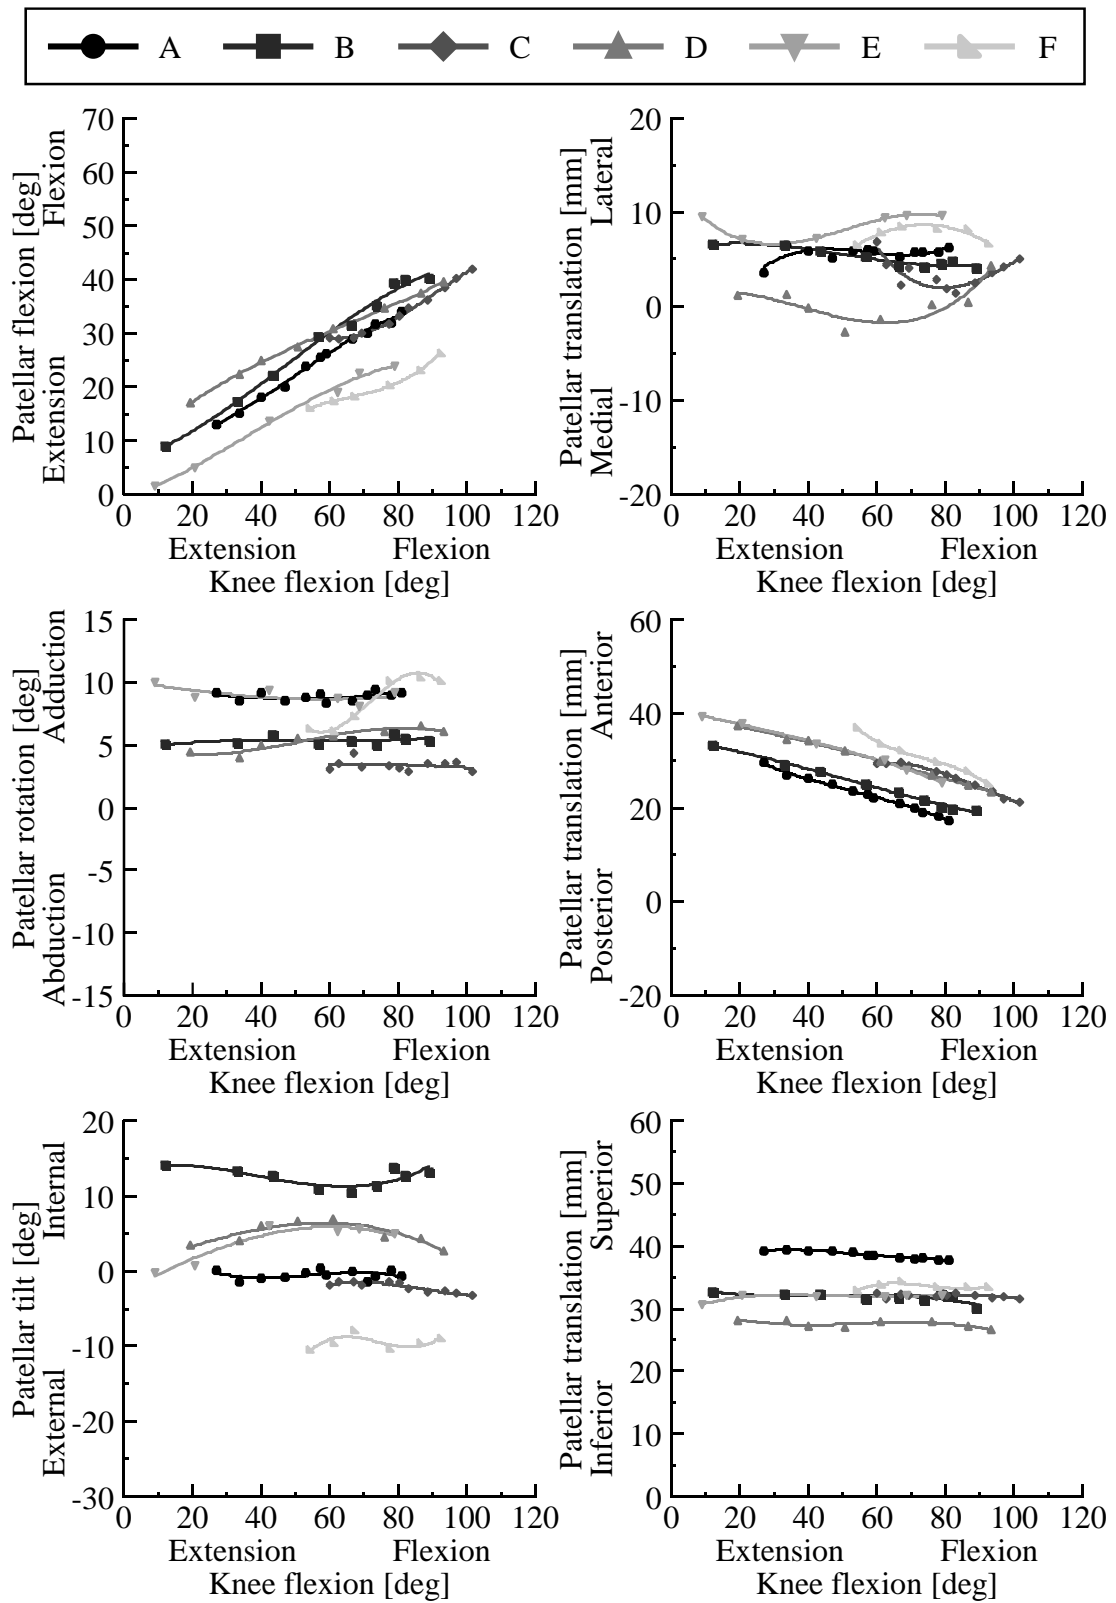 A B C D E F
Patellar flexion [deg]
Extension Flexion
70
60
50
40
30
20
10
0
0 20 40 60 80 100 120
Extension Flexion
Knee flexion [deg]
Patellar translation [mm]
Medial Lateral
20
10
0
-10
-20
0 20 40 60 80 100 120
Extension Flexion
Knee flexion [deg]
Patellar rotation [deg]
Abduction Adduction
15
10
5
0
-5
-10
-15
0 20 40 60 80 100 120
Extension Flexion
Knee flexion [deg]
Patellar translation [mm]
Posterior Anterior
60
40
20
0
-20
0 20 40 60 80 100 120
Extension Flexion
Knee flexion [deg]
Patellar tilt [deg]
External Internal
20
10
0
-10
-20
-30
0 20 40 60 80 100 120
Extension Flexion
Knee flexion [deg]
Patellar translation [mm]
Inferior Superior
60
50
40
30
20
10
0
0 20 40 60 80 100 120
Extension Flexion
Knee flexion [deg]